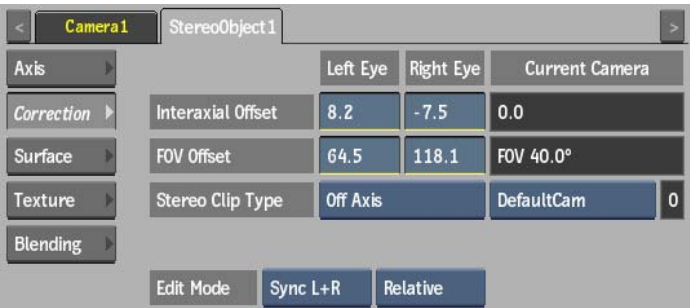 < Camera1 StereoObject1 >
Axis Left Eye Right Eye Current Camera
Correction Interaxial Offset 8.2 -7.5 0.0
Surface FOV Offset 64.5 118.1 FOV 40.0°
Texture Stereo Clip Type Off Axis DefaultCam 0
Blending
Edit Mode Sync L+R Relative